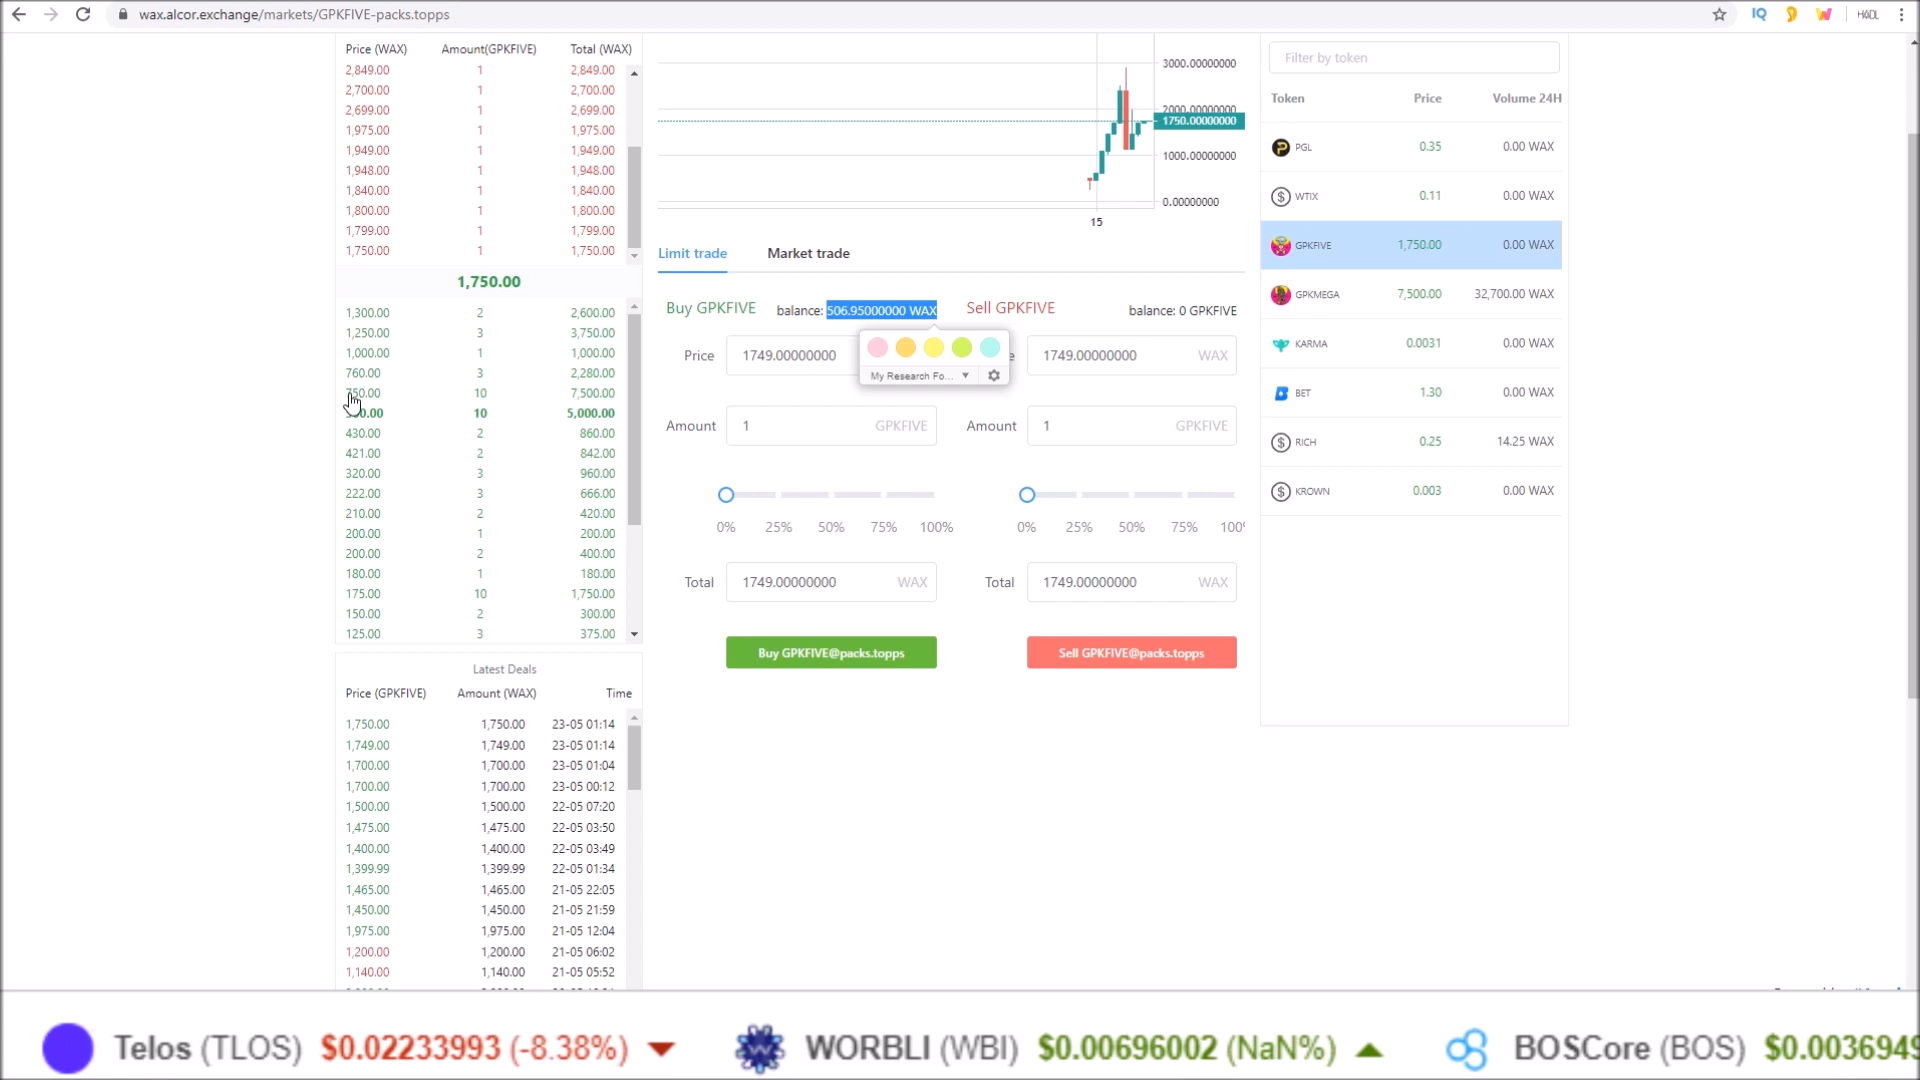 wax.alcor.exchange/markets/GPKFIVE-packs.topps
IQ
HADL
Price (WAX) Amount(GPKFIVE) Total (WAX)
2,849.00 1 2,849.00
2,700.00 1 2,700.00
2,699.00 1 2,699.00
1,975.00 1 1,975.00
1,949.00 1 1,949.00
1,948.00 1 1,948.00
1,840.00 1 1,840.00
1,800.00 1 1,800.00
1,799.00 1 1,799.00
1,750.00 1 1,750.00
1,750.00
1,300.00 2 2,600.00
1,250.00 3 3,750.00
1,000.00 1 1,000.00
760.00 3 2,280.00
750.00 10 7,500.00
10 5,000.00
430.00 2 860.00
421.00 2 842.00
320.00 3 960.00
222.00 3 666.00
210.00 2 420.00
200.00 1 200.00
200.00 2 400.00
180.00 1 180.00
175.00 10 1,750.00
150.00 2 300.00
125.00 3 375.00
Latest Deals
Price (GPKFIVE) Amount (WAX) Time
1,750.00 1,750.00 23-05 01:14
1,749.00 1,749.00 23-05 01:14
1,700.00 1,700.00 23-05 01:04
1,700.00 1,700.00 23-05 00:12
1,500.00 1,500.00 22-05 07:20
1,475.00 1,475.00 22-05 03:50
1,400.00 1,400.00 22-05 03:49
1,399.99 1,399.99 22-05 01:34
1,465.00 1,465.00 21-05 22:05
1,450.00 1,450.00 21-05 21:59
1,975.00 1,975.00 21-05 12:04
1,200.00 1,200.00 21-05 06:02
1,140.00 1,140.00 21-05 05:52
3000.00000000
2000.00000000
1750.00000000
1000.00000000
0.00000000
15
Limit trade Market trade
Buy GPKFIVE balance: 506.95000000 WAX
Price 1749.00000000
My Research Fo...
Amount 1 GPKFIVE
0% 25% 50% 75% 100%
Total 1749.00000000 WAX
Buy GPKFIVE@packs.topps
Sell GPKFIVE balance: 0 GPKFIVE
1749.00000000 WAX
Amount 1 GPKFIVE
0% 25% 50% 75% 100%
Total 1749.00000000 WAX
Sell GPKFIVE@packs.topps
Filter by token
Token Price Volume 24H
PGL 0.35 0.00 WAX
WTIX 0.11 0.00 WAX
GPKFIVE 1,750.00 0.00 WAX
GPKMEGA 7,500.00 32,700.00 WAX
KARMA 0.0031 0.00 WAX
BET 1.30 0.00 WAX
RICH 0.25 14.25 WAX
KROWN 0.003 0.00 WAX
Telos (TLOS) $0.02233993 (-8.38%) WORBLI (WBI) $0.00696002 (NaN%) BOSCore (BOS) $0.0036949